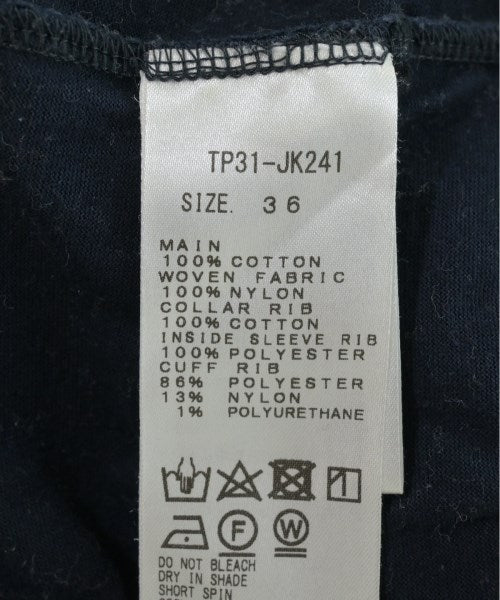 TP31-JK241
SIZE. 36
MAIN
100% COTTON
WOVEN FABRIC
100% NYLON
COLLAR RIB
100% COTTON
INSIDE SLEEVE RIB
100% POLYESTER
CUFF RIB
86% POLYESTER
13% NYLON
1% POLYURETHANE
F W
DO NOT BLEACH
DRY IN SHADE
SHORT SPIN